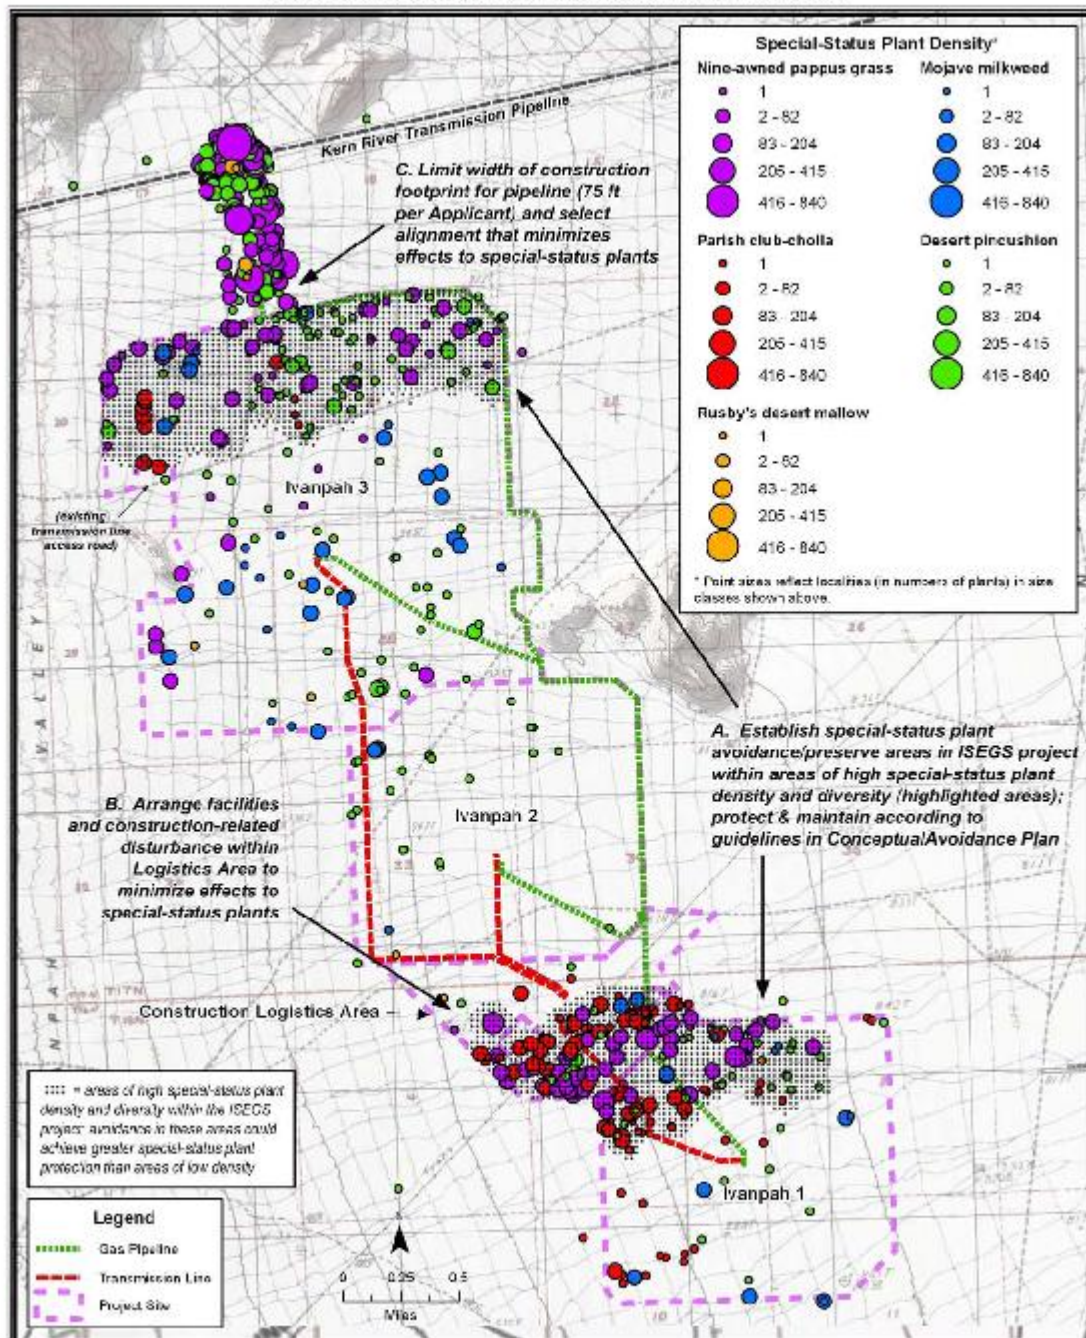 Special-Status Plant Density*
Nine-awned pappus grass
1
2 - 82
83 - 204
205 - 415
416 - 840
Mojave milkweed
1
2 - 82
83 - 204
205 - 415
416 - 840
Parish club-cholla
1
2 - 82
83 - 204
205 - 415
416 - 840
Desert pincushion
1
2 - 82
83 - 204
205 - 415
416 - 840
Rusby's desert mallow
1
2 - 82
83 - 204
205 - 415
416 - 840
* Point sizes reflect localities (in numbers of plants) in size
classes shown above.
Kern River Transmission Pipeline
C. Limit width of construction
footprint for pipeline (75 ft
per Applicant) and select
alignment that minimizes
effects to special-status plants
Ivanpah 3
(existing
transmission line
access road)
VALLEY
A. Establish special-status plant
avoidance/preserve areas in ISEGS project
within areas of high special-status plant
density and diversity (highlighted areas);
protect & maintain according to
guidelines in Conceptual Avoidance Plan
B. Arrange facilities
and construction-related
disturbance within
Logistics Area to
minimize effects to
special-status plants
Ivanpah 2
Construction Logistics Area
Ivanpah 1
= areas of high special-status plant
density and diversity within the ISEGS
project; avoidance in these areas could
achieve greater special-status plant
protection than areas of low density
Legend
Gas Pipeline
Transmission Line
Project Site
0 0.25 0.5
Miles